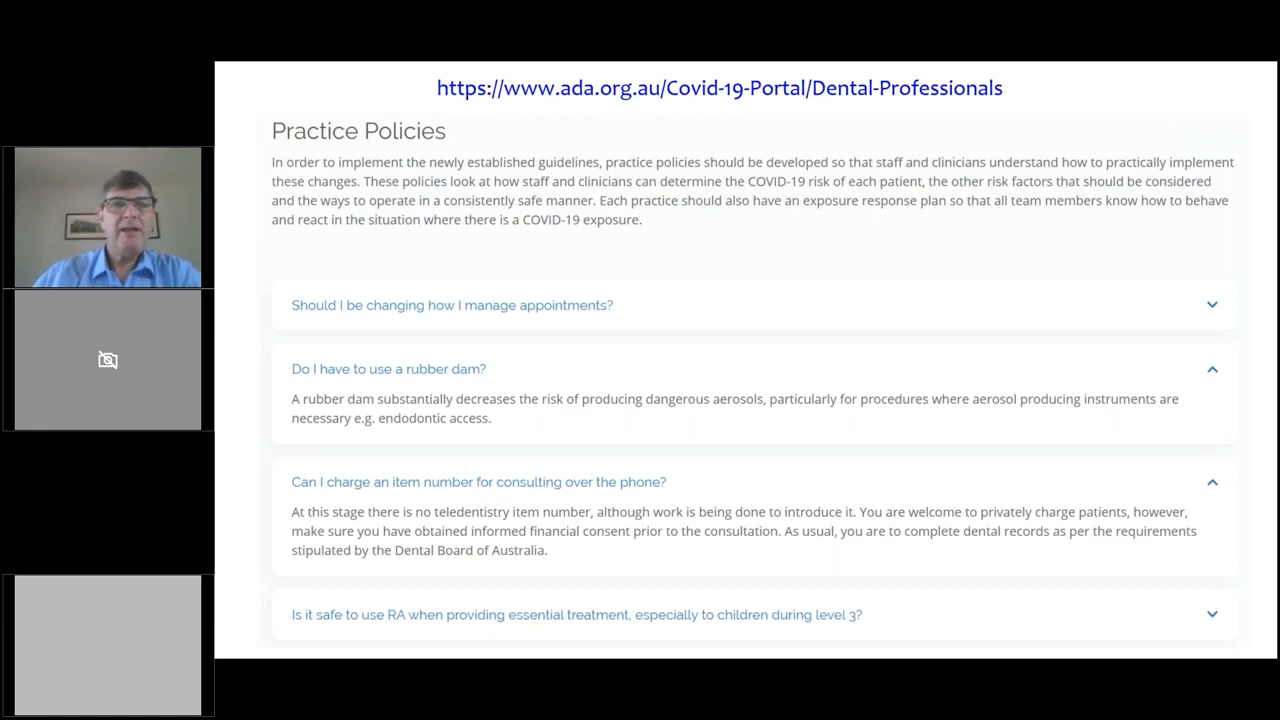 https://www.ada.org.au/Covid-19-Portal/Dental-Professionals
Practice Policies
In order to implement the newly established guidelines, practice policies should be developed so that staff and clinicians understand how to practically implement
these changes. These policies look at how staff and clinicians can determine the COVID-19 risk of each patient, the other risk factors that should be considered
and the ways to operate in a consistently safe manner. Each practice should also have an exposure response plan so that all team members know how to behave
and react in the situation where there is a COVID-19 exposure.
Should I be changing how I manage appointments?
Do I have to use a rubber dam?
A rubber dam substantially decreases the risk of producing dangerous aerosols, particularly for procedures where aerosol producing instruments are
necessary e.g. endodontic access.
Can I charge an item number for consulting over the phone?
At this stage there is no teledentistry item number, although work is being done to introduce it. You are welcome to privately charge patients, however,
make sure you have obtained informed financial consent prior to the consultation. As usual, you are to complete dental records as per the requirements
stipulated by the Dental Board of Australia.
Is it safe to use RA when providing essential treatment, especially to children during level 3?